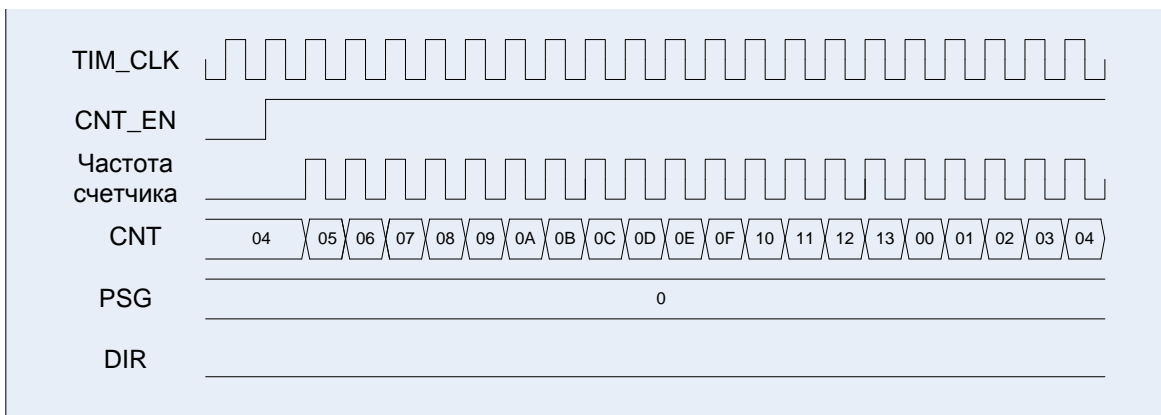 TIM_CLK
CNT_EN
Частота
счетчика
CNT 04 05 06 07 08 09 0A 0B 0C 0D 0E 0F 10 11 12 13 00 01 02 03 04
PSG 0
DIR